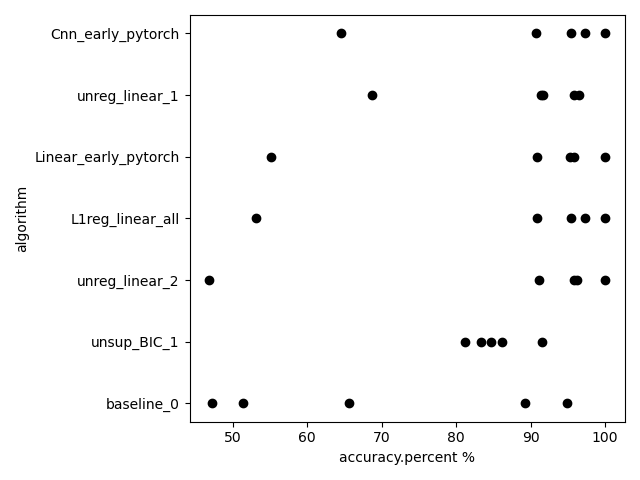 Cnn_early_pytorch
unreg_linear_1
Linear_early_pytorch
L1reg_linear_all
unreg_linear_2
unsup_BIC_1
baseline_0
algorithm
50 60 70 80 90 100
accuracy.percent %